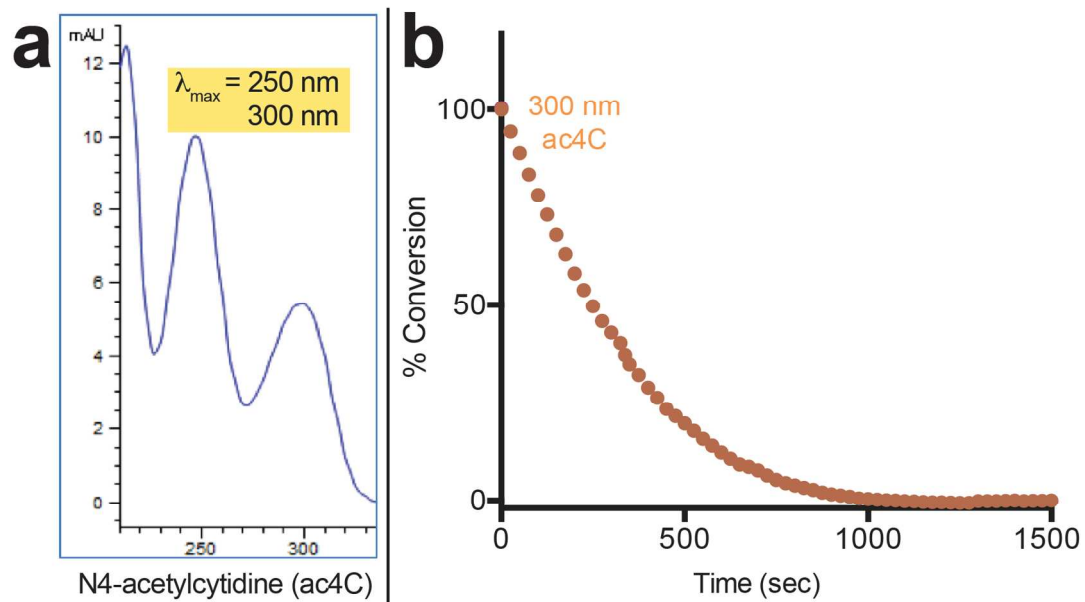 a
mAU
12
10
8
6
4
2
0
λmax = 250 nm
300 nm
250
300
N4-acetylcytidine (ac4C)
b
% Conversion
100
50
0
300 nm
ac4C
0
500
1000
1500
Time (sec)